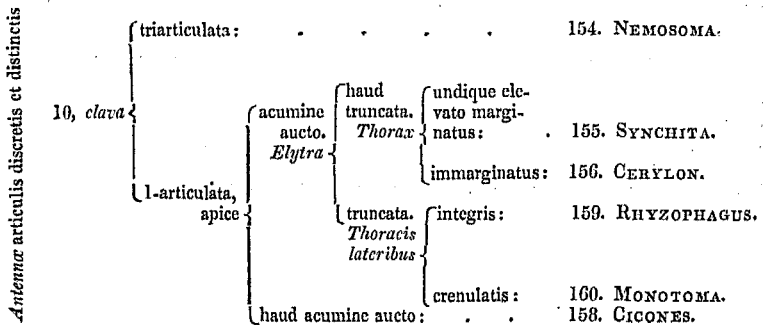 Antennæ articulis discretis et distinctis
triarticulata: . . . . 154. NEMOSOMA.
10, clava
1-articulata, apice
acumine aucto. Elytra
haud truncata. Thorax
undique elevato marginatus: . 155. SYNCHITA.
immarginatus: 156. CERYLON.
truncata. Thoracis lateribus
integris: 159. RHYZOPHAGUS.
crenulatis: 160. MONOTOMA.
haud acumine aucto: . . 158. CICONES.